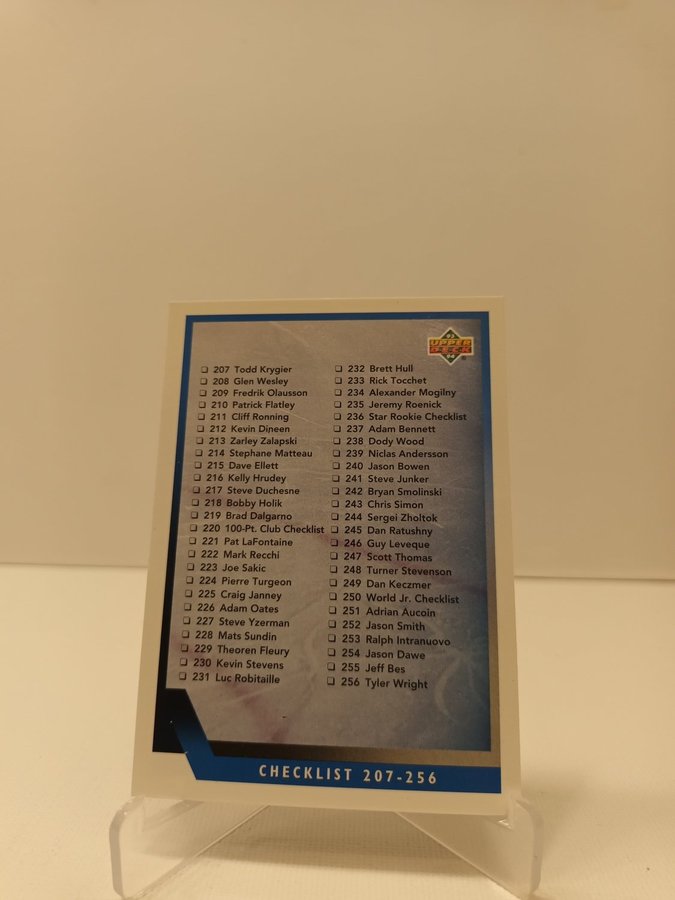 93
UPPER
DECK
94
❏ 207 Todd Krygier
❏ 208 Glen Wesley
❏ 209 Fredrik Olausson
❏ 210 Patrick Flatley
❏ 211 Cliff Ronning
❏ 212 Kevin Dineen
❏ 213 Zarley Zalapski
❏ 214 Stephane Matteau
❏ 215 Dave Ellett
❏ 216 Kelly Hrudey
❏ 217 Steve Duchesne
❏ 218 Bobby Holik
❏ 219 Brad Dalgarno
❏ 220 100-Pt. Club Checklist
❏ 221 Pat LaFontaine
❏ 222 Mark Recchi
❏ 223 Joe Sakic
❏ 224 Pierre Turgeon
❏ 225 Craig Janney
❏ 226 Adam Oates
❏ 227 Steve Yzerman
❏ 228 Mats Sundin
❏ 229 Theoren Fleury
❏ 230 Kevin Stevens
❏ 231 Luc Robitaille
❏ 232 Brett Hull
❏ 233 Rick Tocchet
❏ 234 Alexander Mogilny
❏ 235 Jeremy Roenick
❏ 236 Star Rookie Checklist
❏ 237 Adam Bennett
❏ 238 Dody Wood
❏ 239 Niclas Andersson
❏ 240 Jason Bowen
❏ 241 Steve Junker
❏ 242 Bryan Smolinski
❏ 243 Chris Simon
❏ 244 Sergei Zholtok
❏ 245 Dan Ratushny
❏ 246 Guy Leveque
❏ 247 Scott Thomas
❏ 248 Turner Stevenson
❏ 249 Dan Keczmer
❏ 250 World Jr. Checklist
❏ 251 Adrian Aucoin
❏ 252 Jason Smith
❏ 253 Ralph Intranuovo
❏ 254 Jason Dawe
❏ 255 Jeff Bes
❏ 256 Tyler Wright
CHECKLIST 207-256